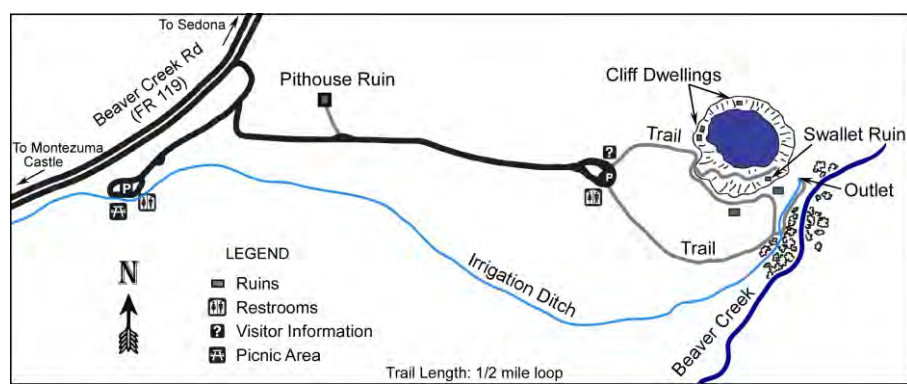 To Sedona
Beaver Creek Rd
(FR 119)
To Montezuma
Castle
Pithouse Ruin
Cliff Dwellings
Trail
Swallet Ruin
Outlet
?
P
P
Trail
Irrigation Ditch
Beaver Creek
N
LEGEND
Ruins
Restrooms
? Visitor Information
Picnic Area
Trail Length: 1/2 mile loop